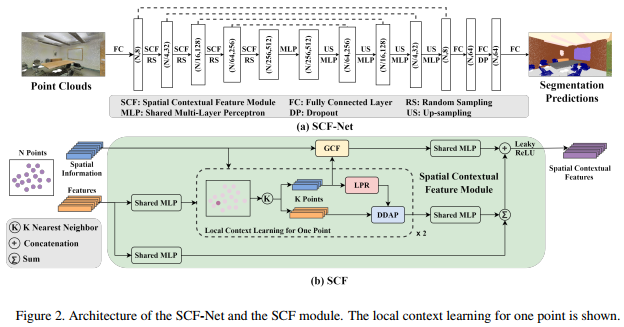 FC (N,8) SCF RS (N/4,32) SCF RS (N/16,128) SCF RS (N/64,256) SCF RS (N/256,512) MLP (N/256,512) US MLP (N/64,256) US MLP (N/16,128) US MLP (N/4,32) US MLP (N,8) FC (N,64) FC DP (N,64) FC
Point Clouds
Segmentation
Predictions
SCF: Spatial Contextual Feature Module FC: Fully Connected Layer RS: Random Sampling
MLP: Shared Multi-Layer Perceptron DP: Dropout US: Up-sampling
(a) SCF-Net
N Points
Spatial
Information
Features
GCF
Shared MLP
Leaky
ReLU
Spatial Contextual
Features
Spatial Contextual
Feature Module
Shared MLP
K
K Points
LPR
DDAP
Shared MLP
Σ
Local Context Learning for One Point
x 2
K K Nearest Neighbor
+ Concatenation
Σ Sum
Shared MLP
(b) SCF
Figure 2. Architecture of the SCF-Net and the SCF module. The local context learning for one point is shown.